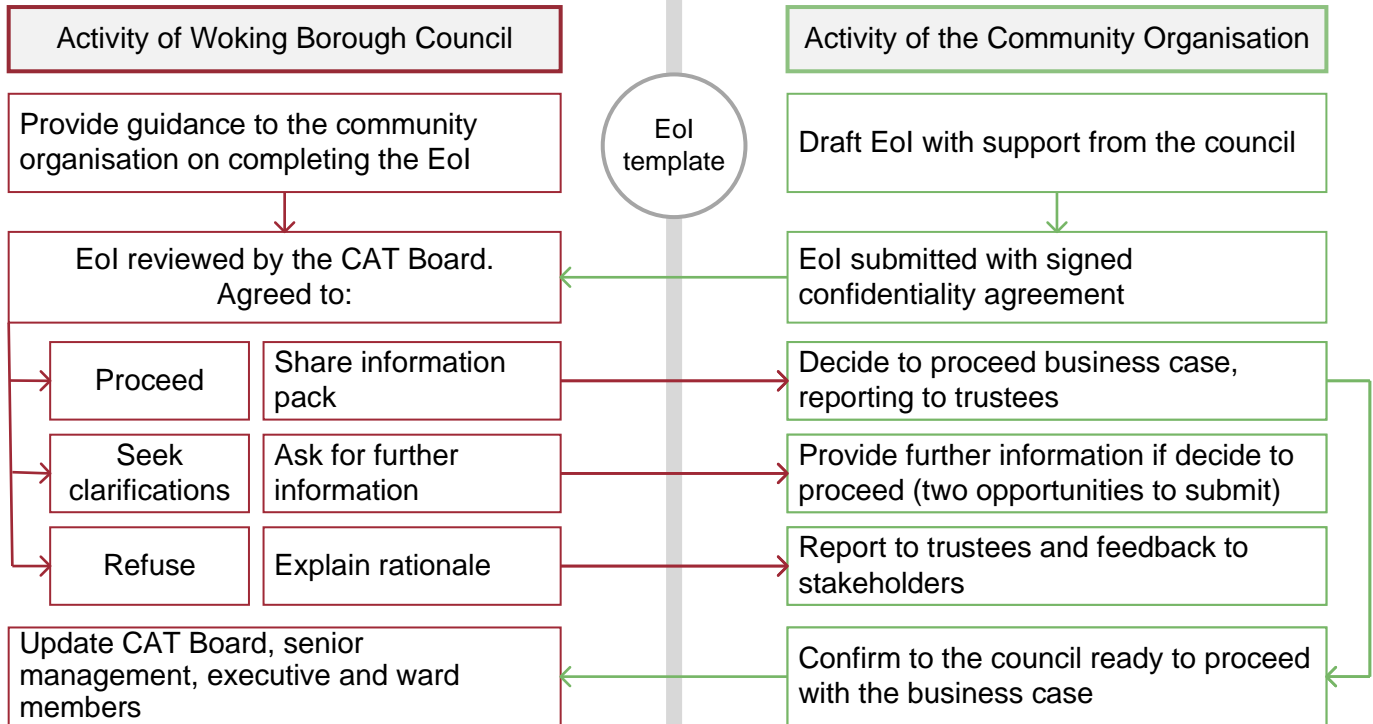 Activity of Woking Borough Council
Activity of the Community Organisation
Provide guidance to the community
organisation on completing the EoI
EoI
template
Draft EoI with support from the council
EoI reviewed by the CAT Board.
Agreed to:
EoI submitted with signed
confidentiality agreement
Proceed
Share information
pack
Decide to proceed business case,
reporting to trustees
Seek
clarifications
Ask for further
information
Provide further information if decide to
proceed (two opportunities to submit)
Refuse
Explain rationale
Report to trustees and feedback to
stakeholders
Update CAT Board, senior
management, executive and ward
members
Confirm to the council ready to proceed
with the business case